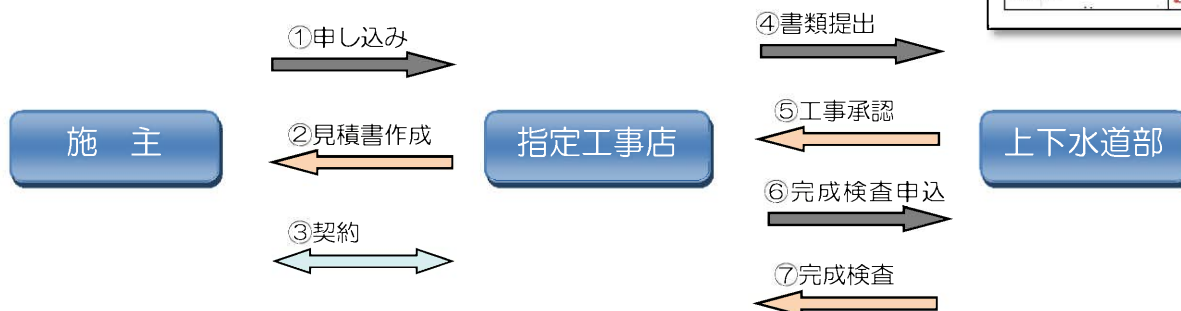 ①申し込み
②見積書作成
③契約
施 主
指定工事店
④書類提出
⑤工事承認
⑥完成検査申込
⑦完成検査
上下水道部